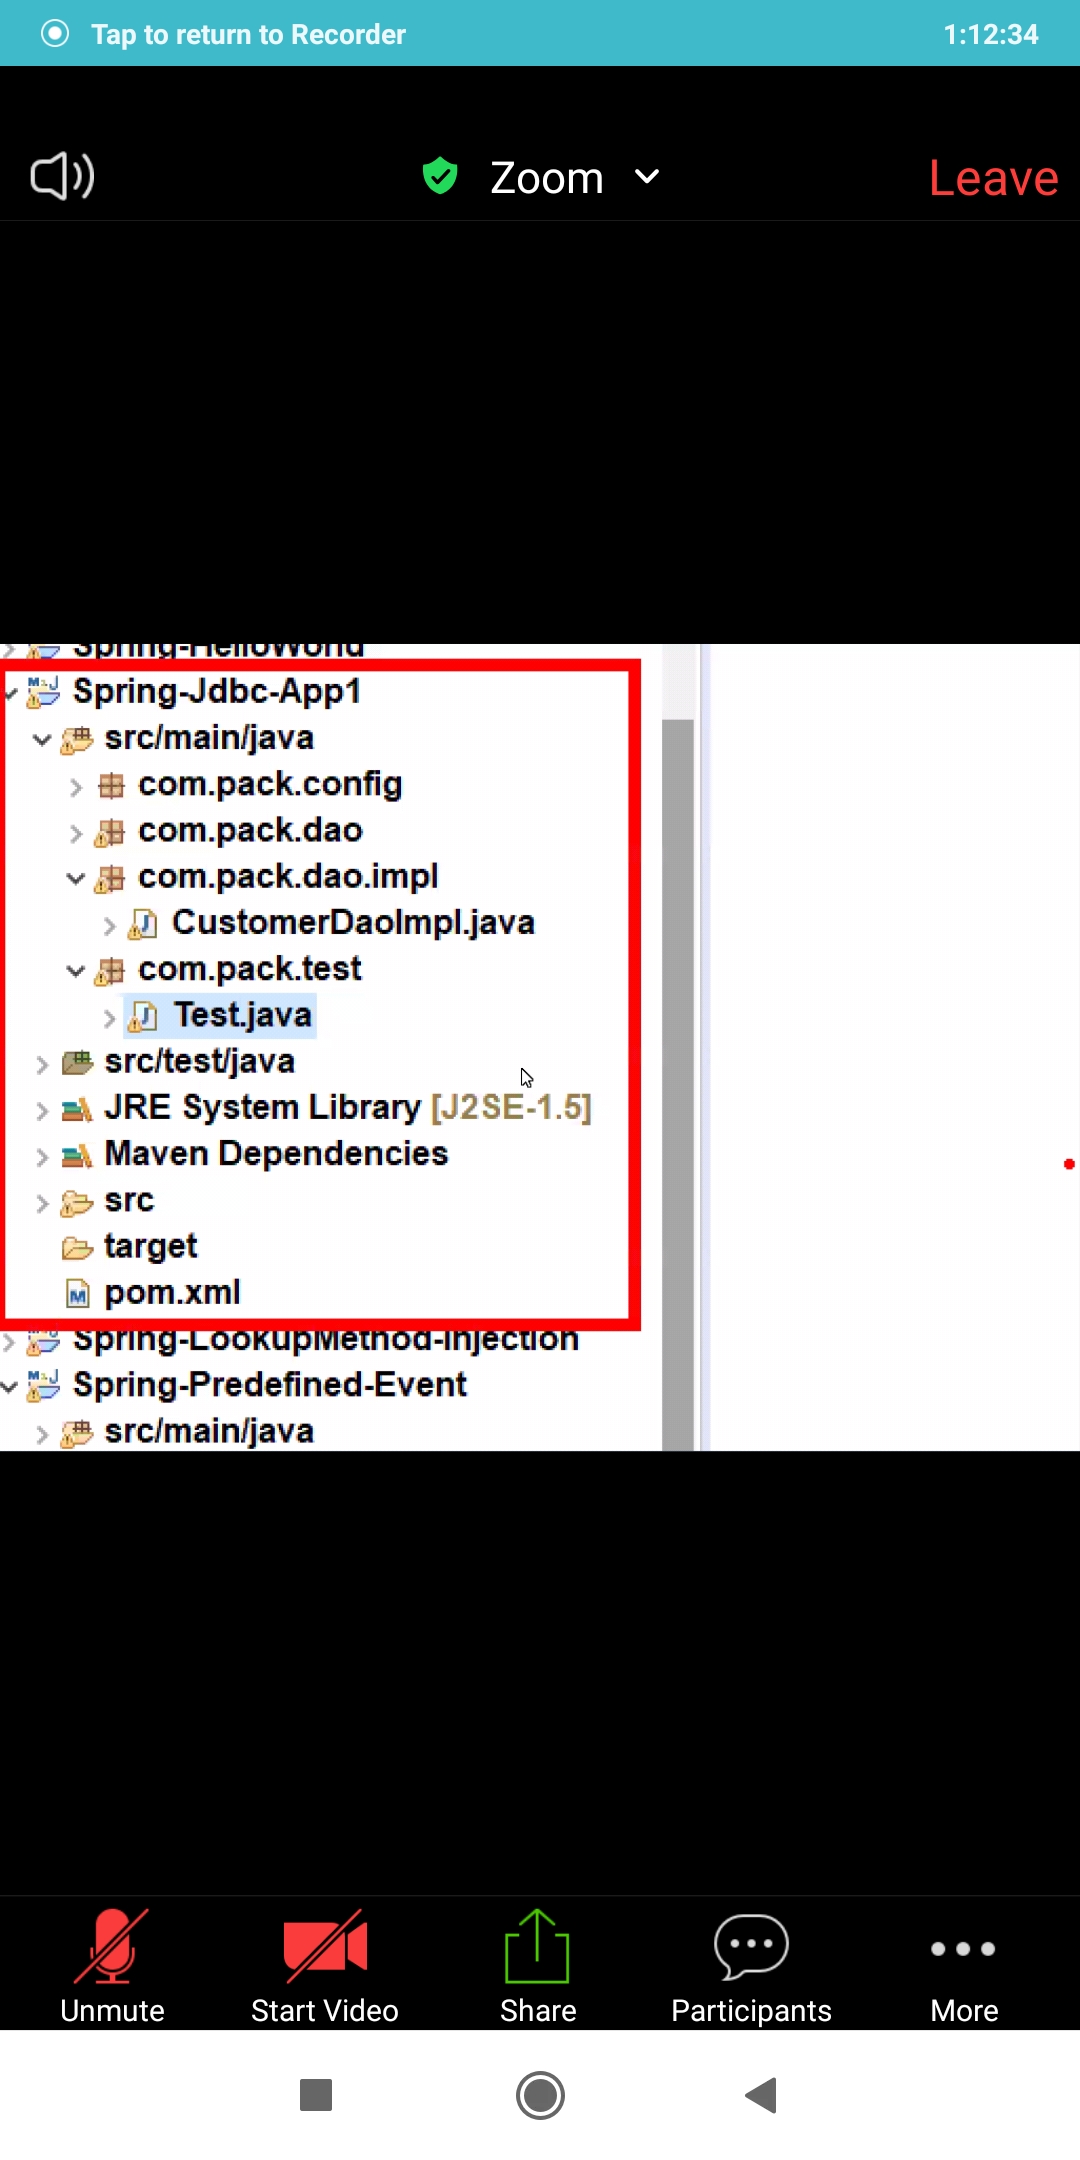 Tap to return to Recorder 1:12:34
Zoom Leave
Spring-HelloWorld
Spring-Jdbc-App1
src/main/java
com.pack.config
com.pack.dao
com.pack.dao.impl
CustomerDaoImpl.java
com.pack.test
Test.java
src/test/java
JRE System Library [J2SE-1.5]
Maven Dependencies
src
target
pom.xml
Spring-LookupMethod-Injection
Spring-Predefined-Event
src/main/java
Unmute Start Video Share Participants More